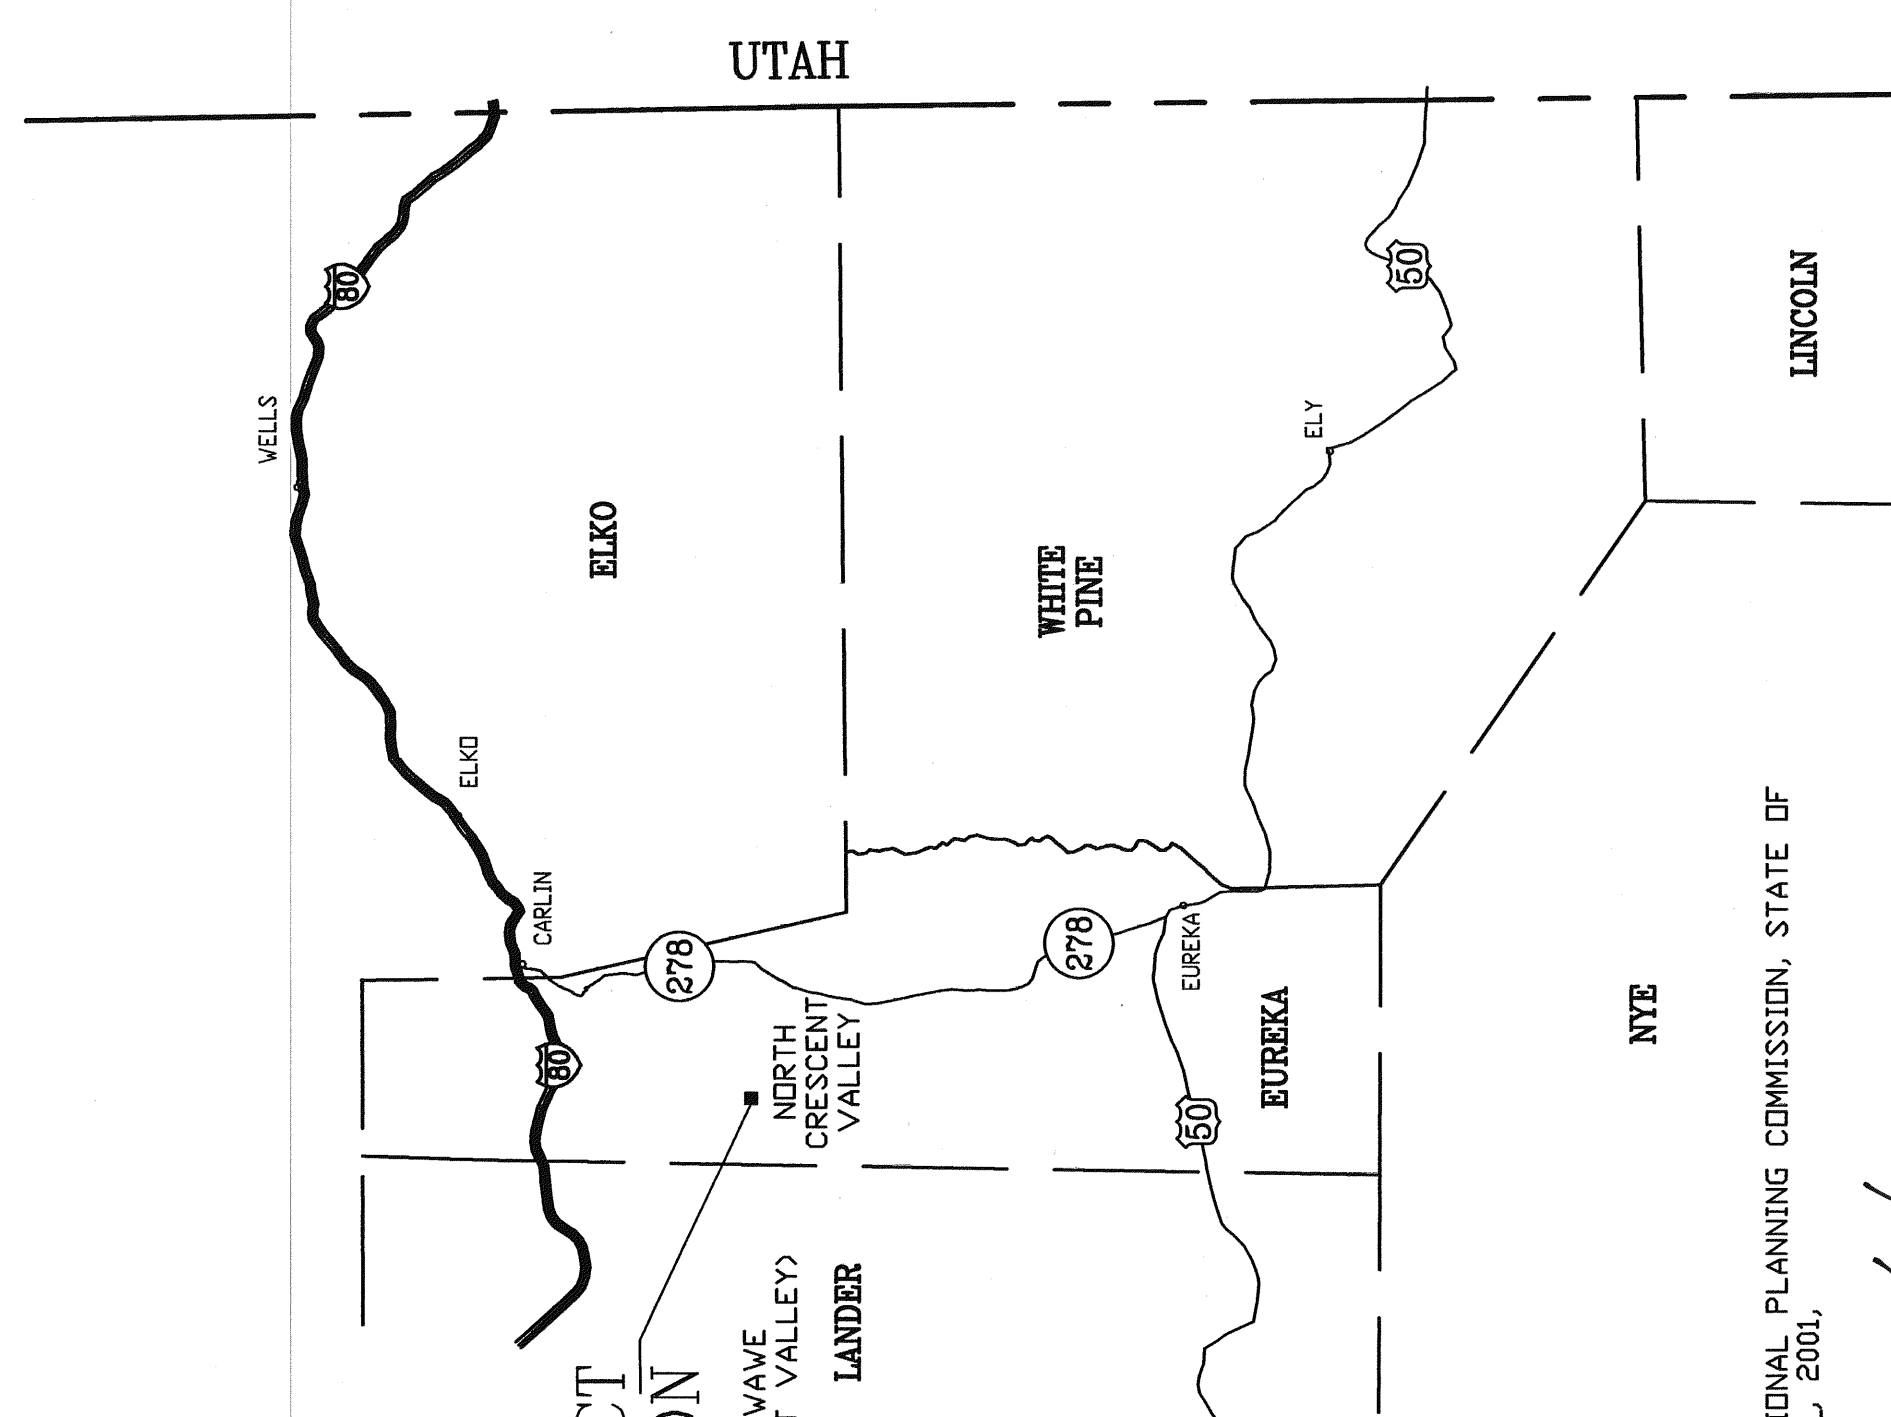 UTAH
80
WELLS
ELKO
ELKO
CARLIN
WHITE
PINE
50
ELY
LINCOLN
278
278
EUREKA
80
NORTH
CRESCENT
VALLEY
50
EUREKA
NYE
LANDER
VALLEY)
PLANNING COMMISSION, STATE OF
2001,